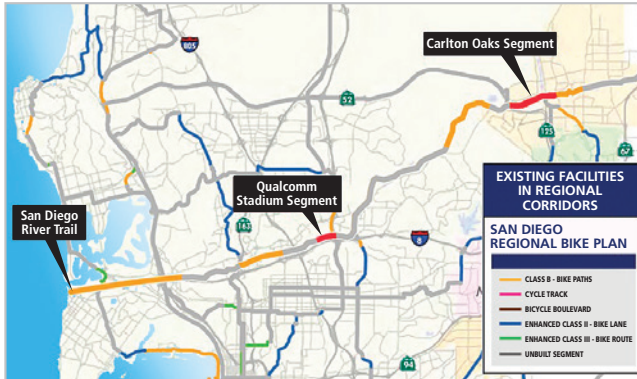 805
Carlton Oaks Segment
52
125
67
Qualcomm
Stadium Segment
163
8
San Diego
River Trail
94
EXISTING FACILITIES
IN REGIONAL
CORRIDORS
SAN DIEGO
REGIONAL BIKE PLAN
CLASS B - BIKE PATHS
CYCLE TRACK
BICYCLE BOULEVARD
ENHANCED CLASS II - BIKE LANE
ENHANCED CLASS III - BIKE ROUTE
UNBUILT SEGMENT